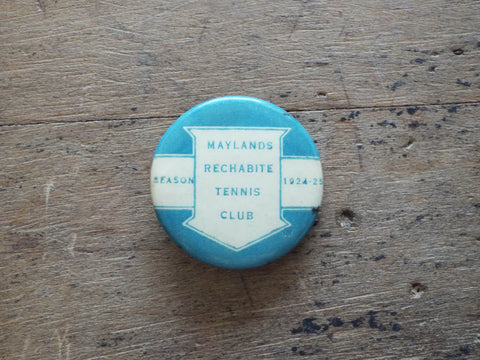 MAYLANDS
RECHABITE
SEASON
1924-25
TENNIS
CLUB